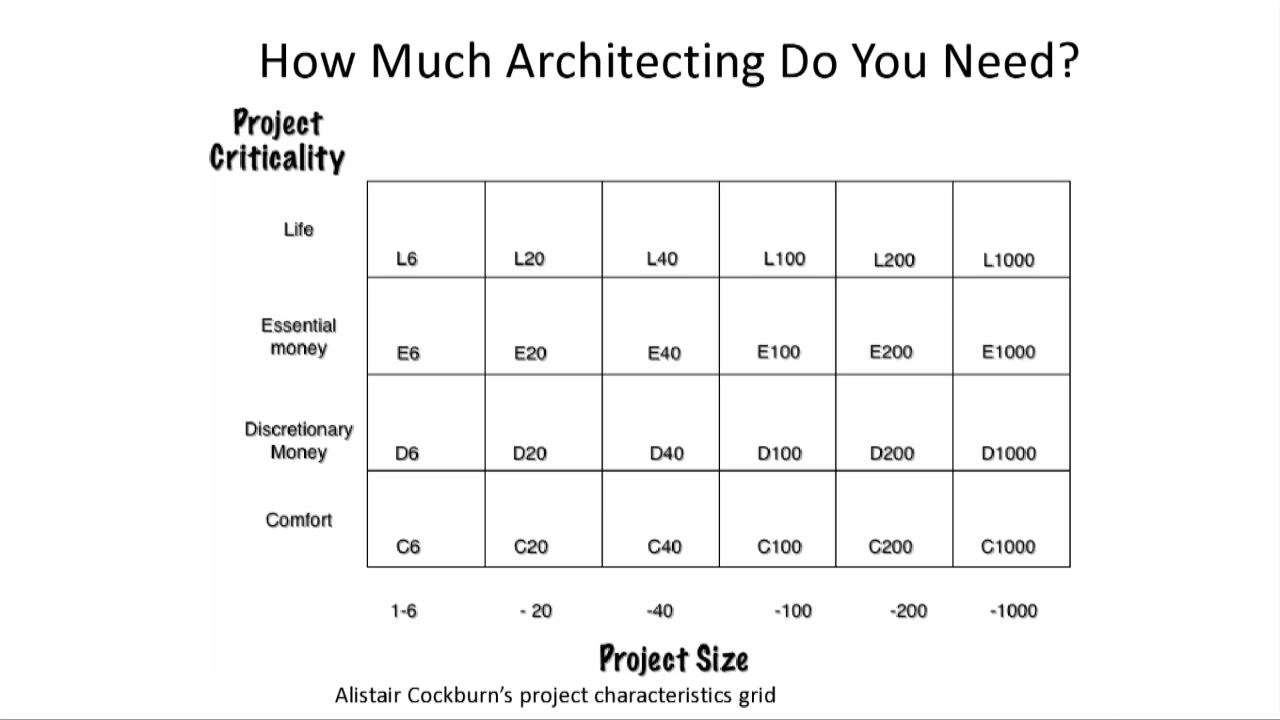 How Much Architecting Do You Need?
Project
Criticality
Life
L6 L20 L40 L100 L200 L1000
Essential
money
E6 E20 E40 E100 E200 E1000
Discretionary
Money
D6 D20 D40 D100 D200 D1000
Comfort
C6 C20 C40 C100 C200 C1000
1-6 - 20 -40 -100 -200 -1000
Project Size
Alistair Cockburn’s project characteristics grid